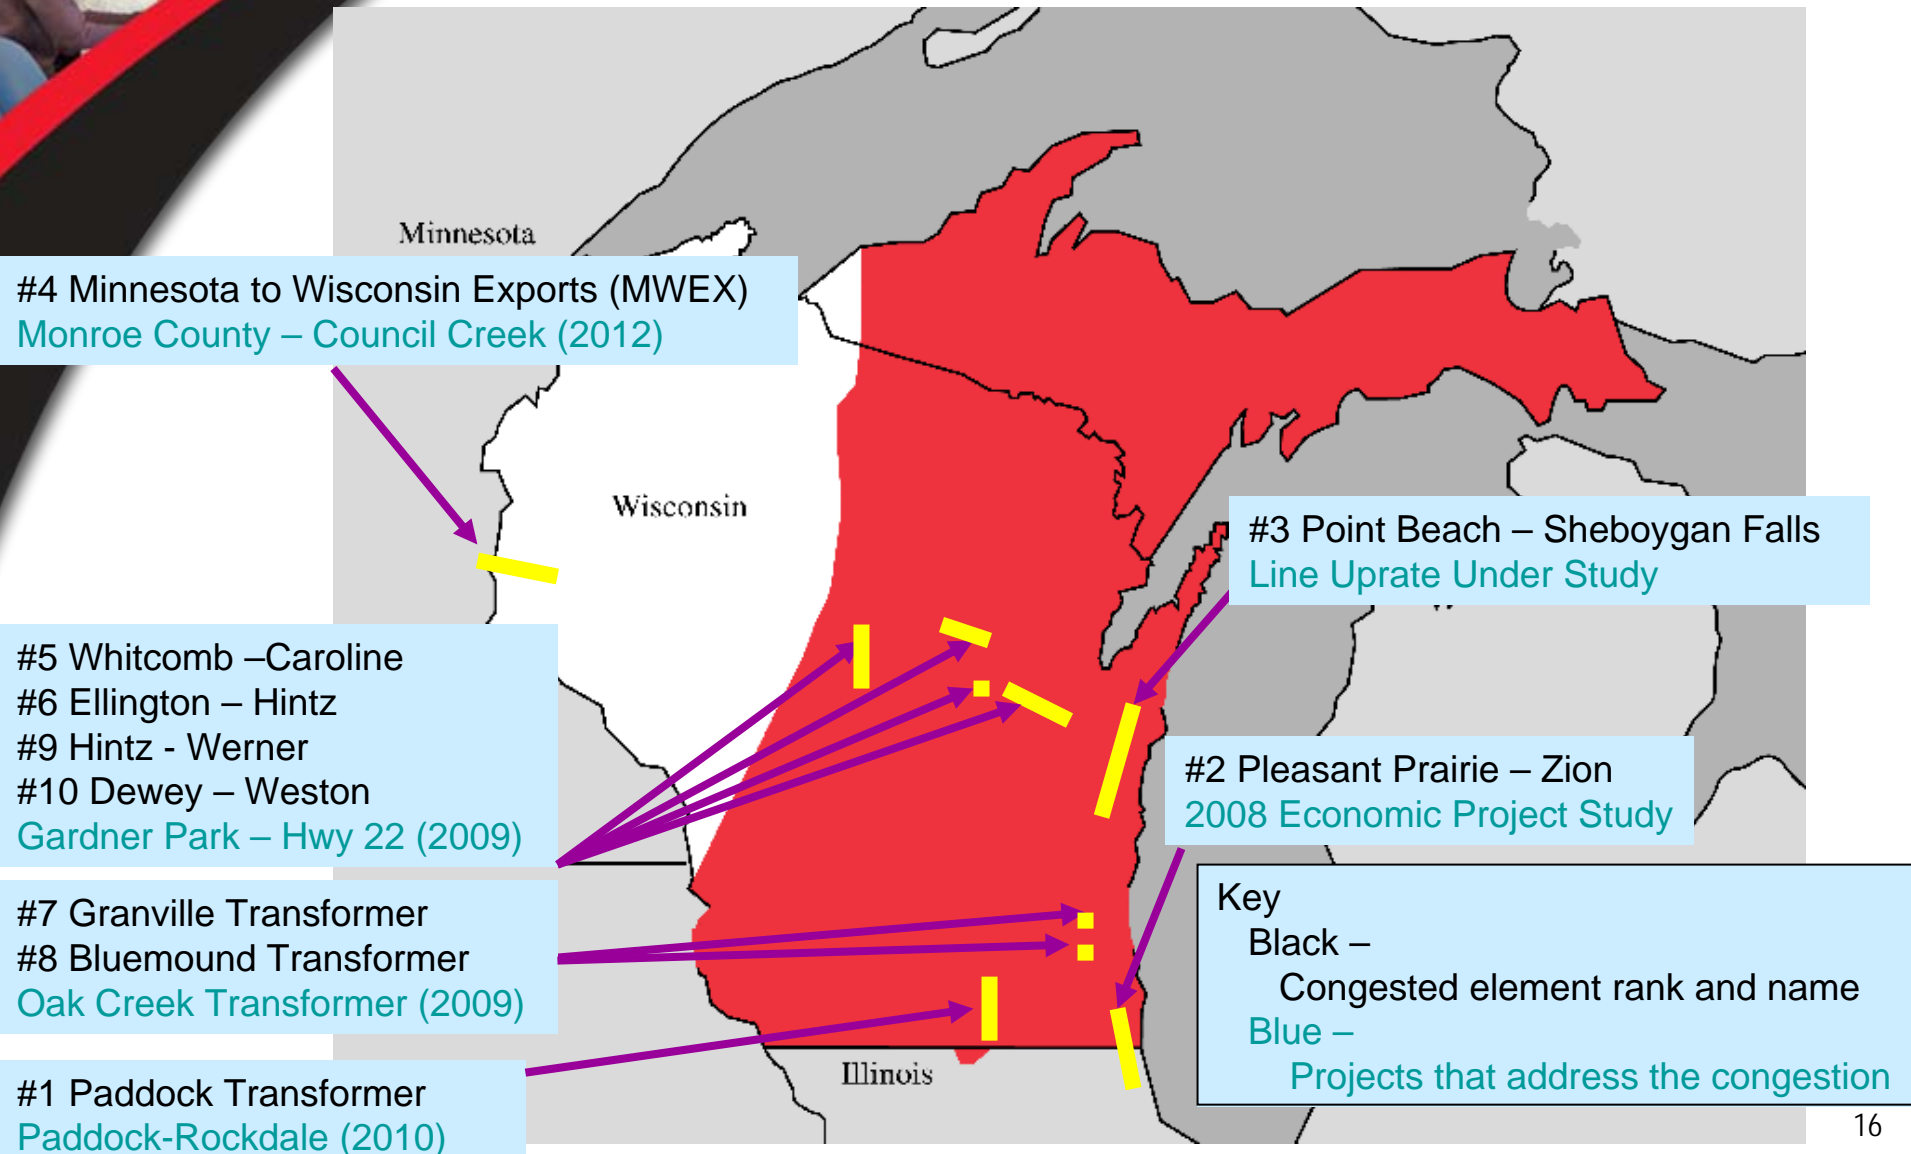 Minnesota
#4 Minnesota to Wisconsin Exports (MWEX)
Monroe County – Council Creek (2012)
Wisconsin
#3 Point Beach – Sheboygan Falls
Line Uprate Under Study
#5 Whitcomb –Caroline
#6 Ellington – Hintz
#9 Hintz - Werner
#10 Dewey – Weston
Gardner Park – Hwy 22 (2009)
#2 Pleasant Prairie – Zion
2008 Economic Project Study
#7 Granville Transformer
#8 Bluemound Transformer
Oak Creek Transformer (2009)
Key
Black –
Congested element rank and name
Blue –
Projects that address the congestion
Illinois
#1 Paddock Transformer
Paddock-Rockdale (2010)
16